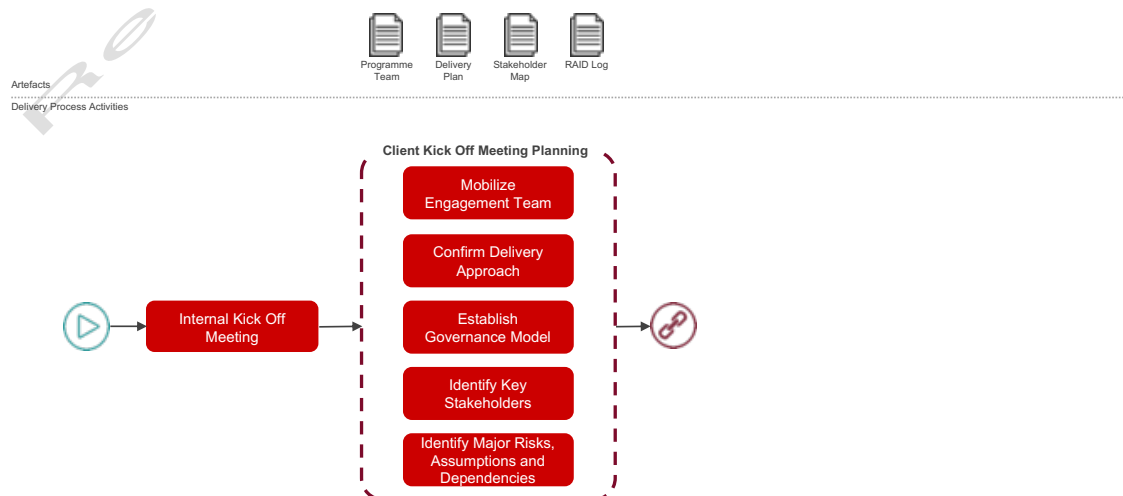 Programme
Team
Delivery
Plan
Stakeholder
Map
RAID Log
Artefacts
Delivery Process Activities
Client Kick Off Meeting Planning
Mobilize
Engagement Team
Confirm Delivery
Approach
Internal Kick Off
Meeting
Establish
Governance Model
Identify Key
Stakeholders
Identify Major Risks,
Assumptions and
Dependencies